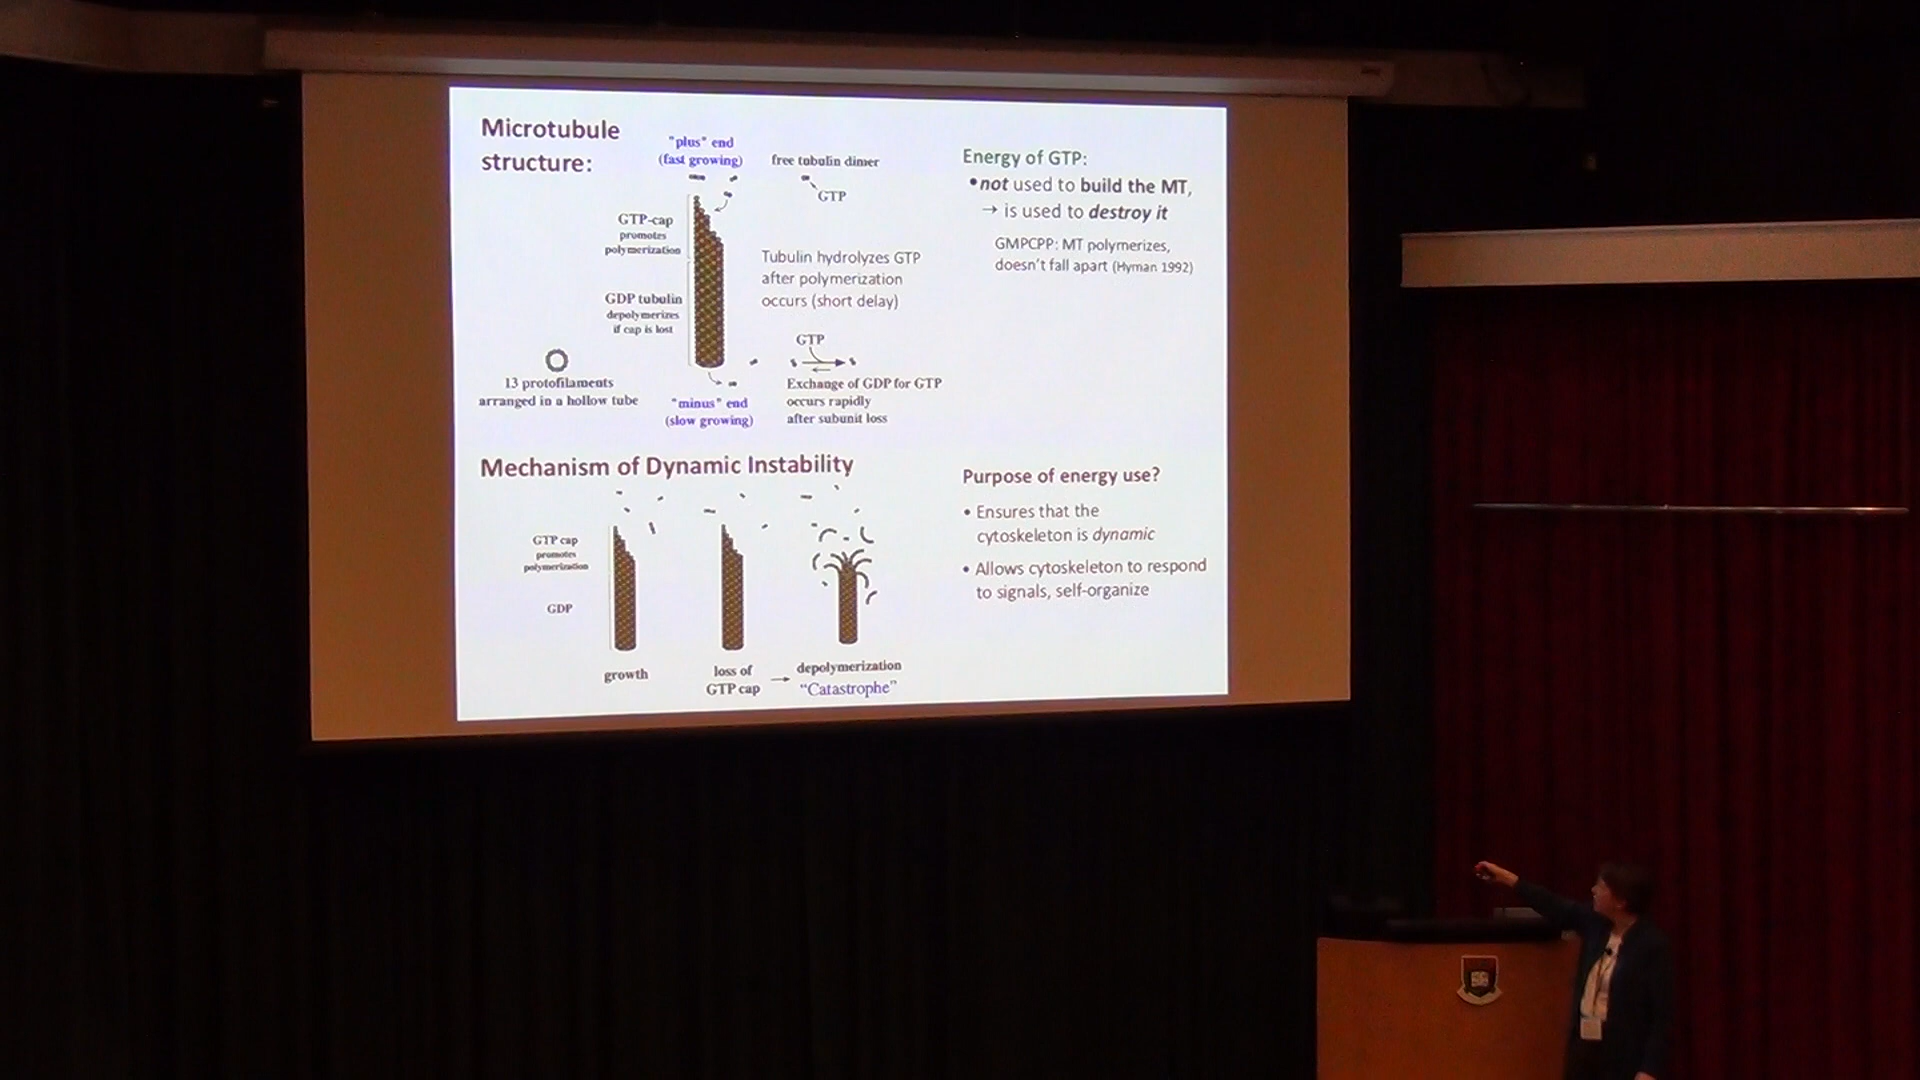 Microtubule
structure:
"plus" end
(fast growing)
free tubulin dimer
GTP
GTP-cap
promotes
polymerization
Tubulin hydrolyzes GTP
after polymerization
occurs (short delay)
GDP tubulin
depolymerizes
if cap is lost
GTP
13 protofilaments
arranged in a hollow tube
"minus" end
(slow growing)
Exchange of GDP for GTP
occurs rapidly
after subunit loss
Energy of GTP:
•not used to build the MT,
→ is used to destroy it
GMPCPP: MT polymerizes,
doesn't fall apart (Hyman 1992)
Mechanism of Dynamic Instability
GTP cap
promotes
polymerization
GDP
growth
loss of
GTP cap
→
depolymerization
"Catastrophe"
Purpose of energy use?
• Ensures that the
cytoskeleton is dynamic
• Allows cytoskeleton to respond
to signals, self-organize